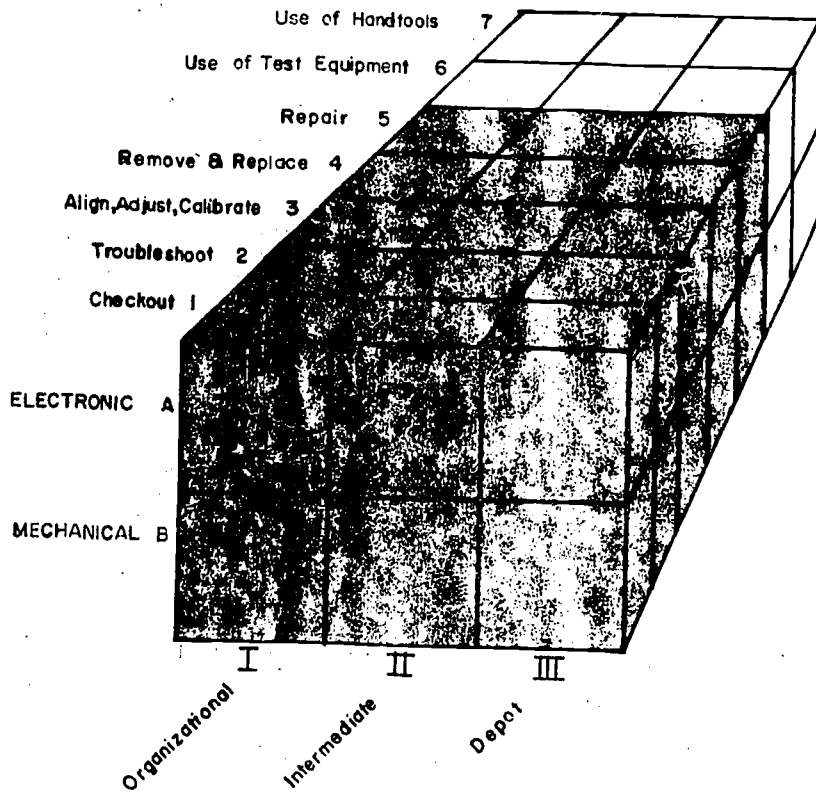 Use of Handtools 7
Use of Test Equipment 6
Repair 5
Remove & Replace 4
Align,Adjust,Calibrate 3
Troubleshoot 2
Checkout 1
ELECTRONIC A
MECHANICAL B
I
II
III
Organizational
Intermediate
Depot